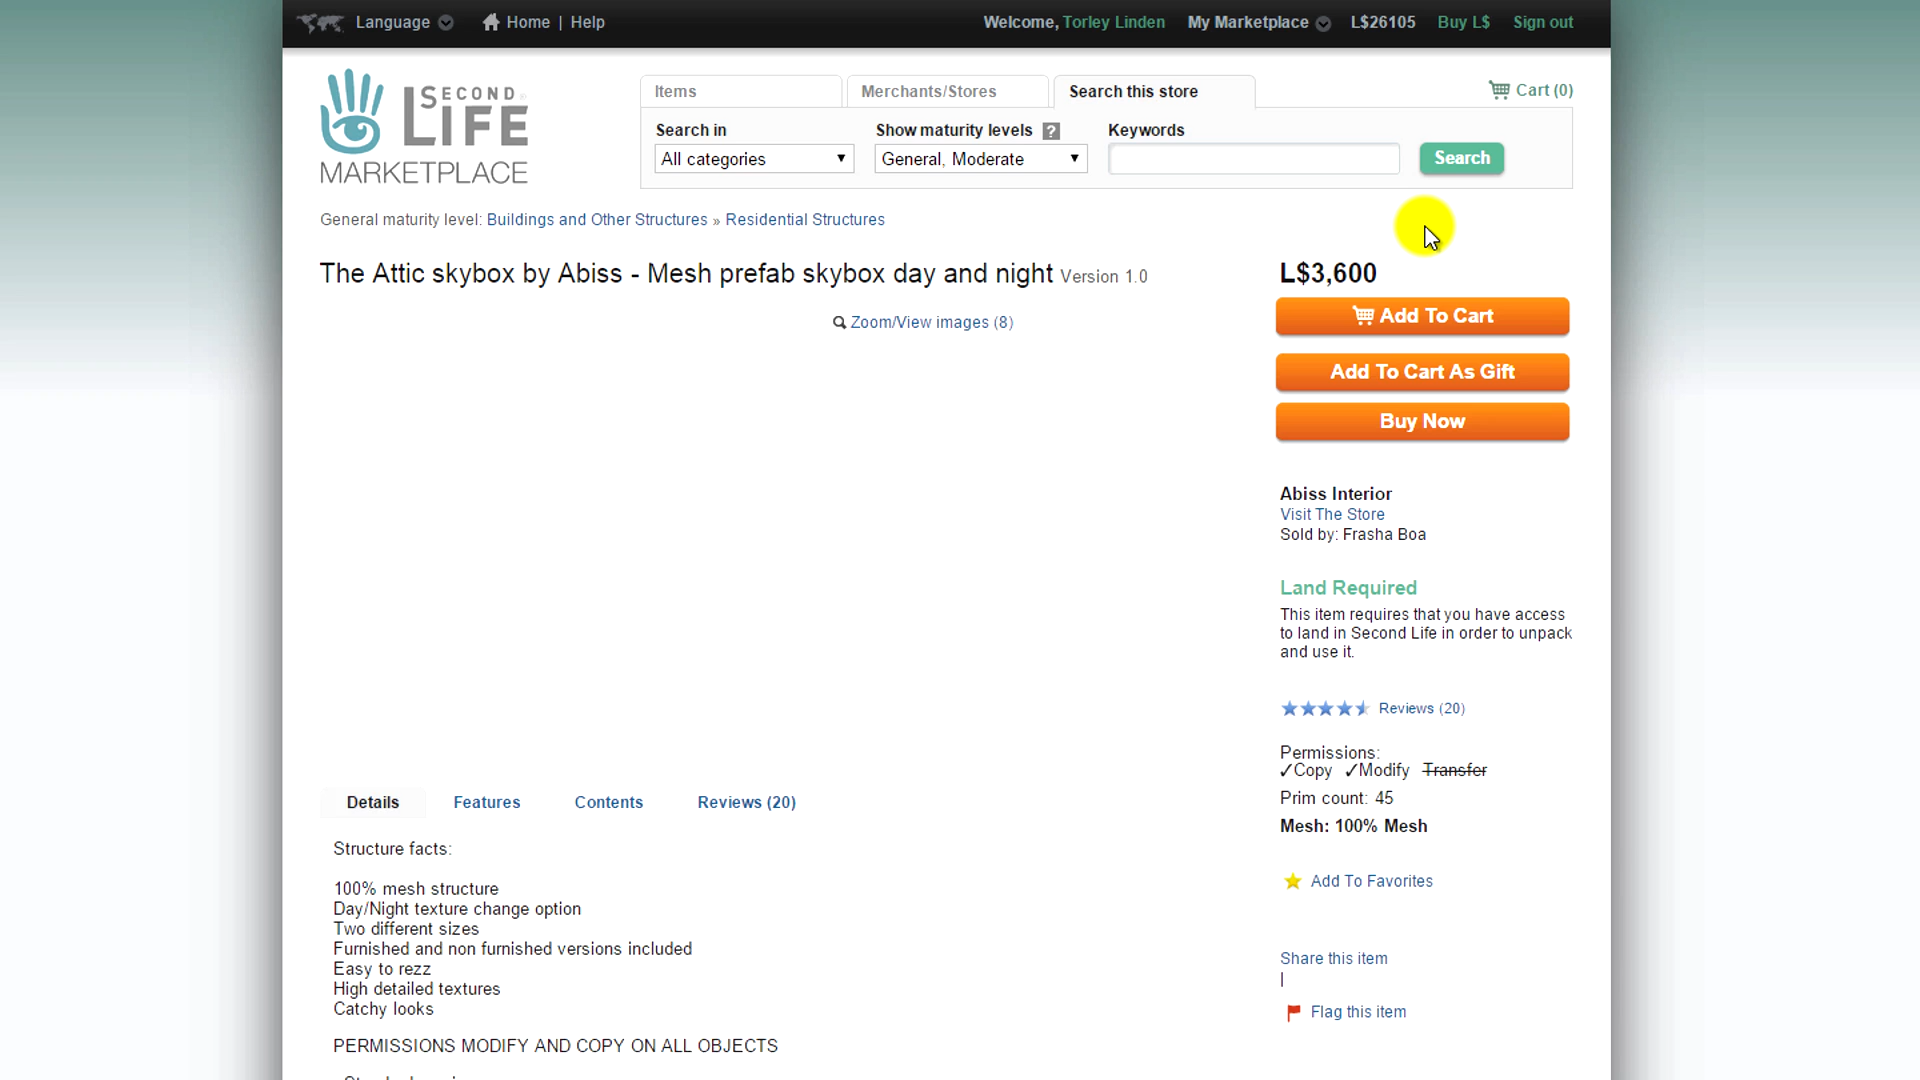 Language Home | Help Welcome, Torley Linden My Marketplace L$26105 Buy L$ Sign out
SECOND LIFE
MARKETPLACE
Items Merchants/Stores Search this store Cart (0)
Search in Show maturity levels ? Keywords
All categories General, Moderate Search
General maturity level: Buildings and Other Structures » Residential Structures
The Attic skybox by Abiss - Mesh prefab skybox day and night Version 1.0
L$3,600
Zoom/View images (8)
Add To Cart
Add To Cart As Gift
Buy Now
Abiss Interior
Visit The Store
Sold by: Frasha Boa
Land Required
This item requires that you have access
to land in Second Life in order to unpack
and use it.
Reviews (20)
Permissions:
✓Copy ✓Modify Transfer
Prim count: 45
Mesh: 100% Mesh
Add To Favorites
Share this item
|
Flag this item
Details Features Contents Reviews (20)
Structure facts:
100% mesh structure
Day/Night texture change option
Two different sizes
Furnished and non furnished versions included
Easy to rezz
High detailed textures
Catchy looks
PERMISSIONS MODIFY AND COPY ON ALL OBJECTS